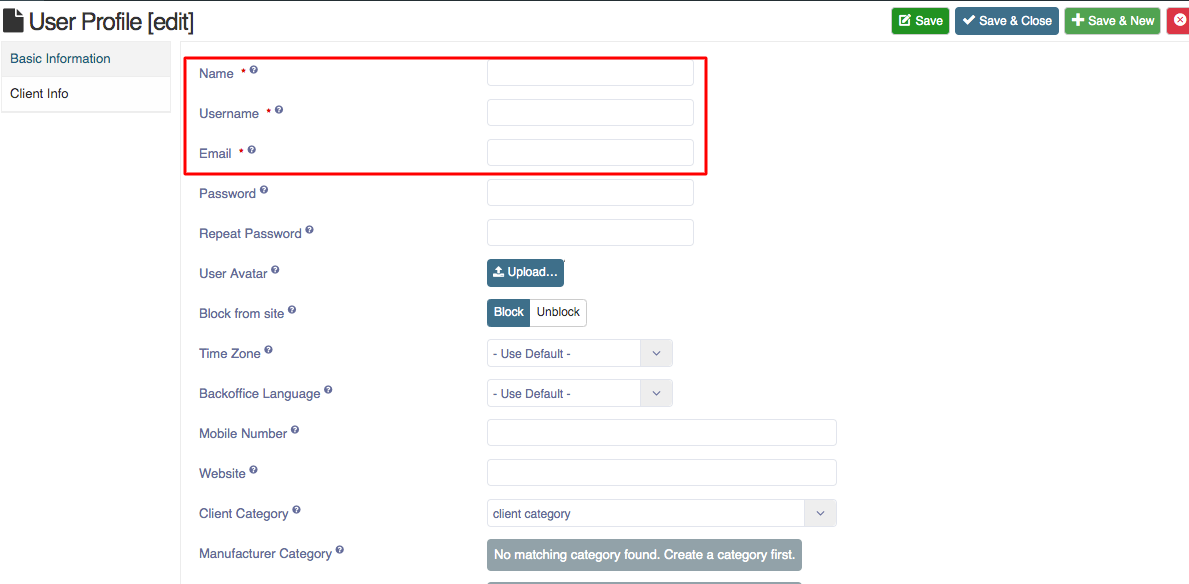 User Profile [edit]
Save
Save & Close
Save & New
Basic Information
Client Info
Name *
Username *
Email *
Password
Repeat Password
User Avatar
Upload...
Block from site
Block Unblock
Time Zone
- Use Default -
Backoffice Language
- Use Default -
Mobile Number
Website
Client Category
client category
Manufacturer Category
No matching category found. Create a category first.